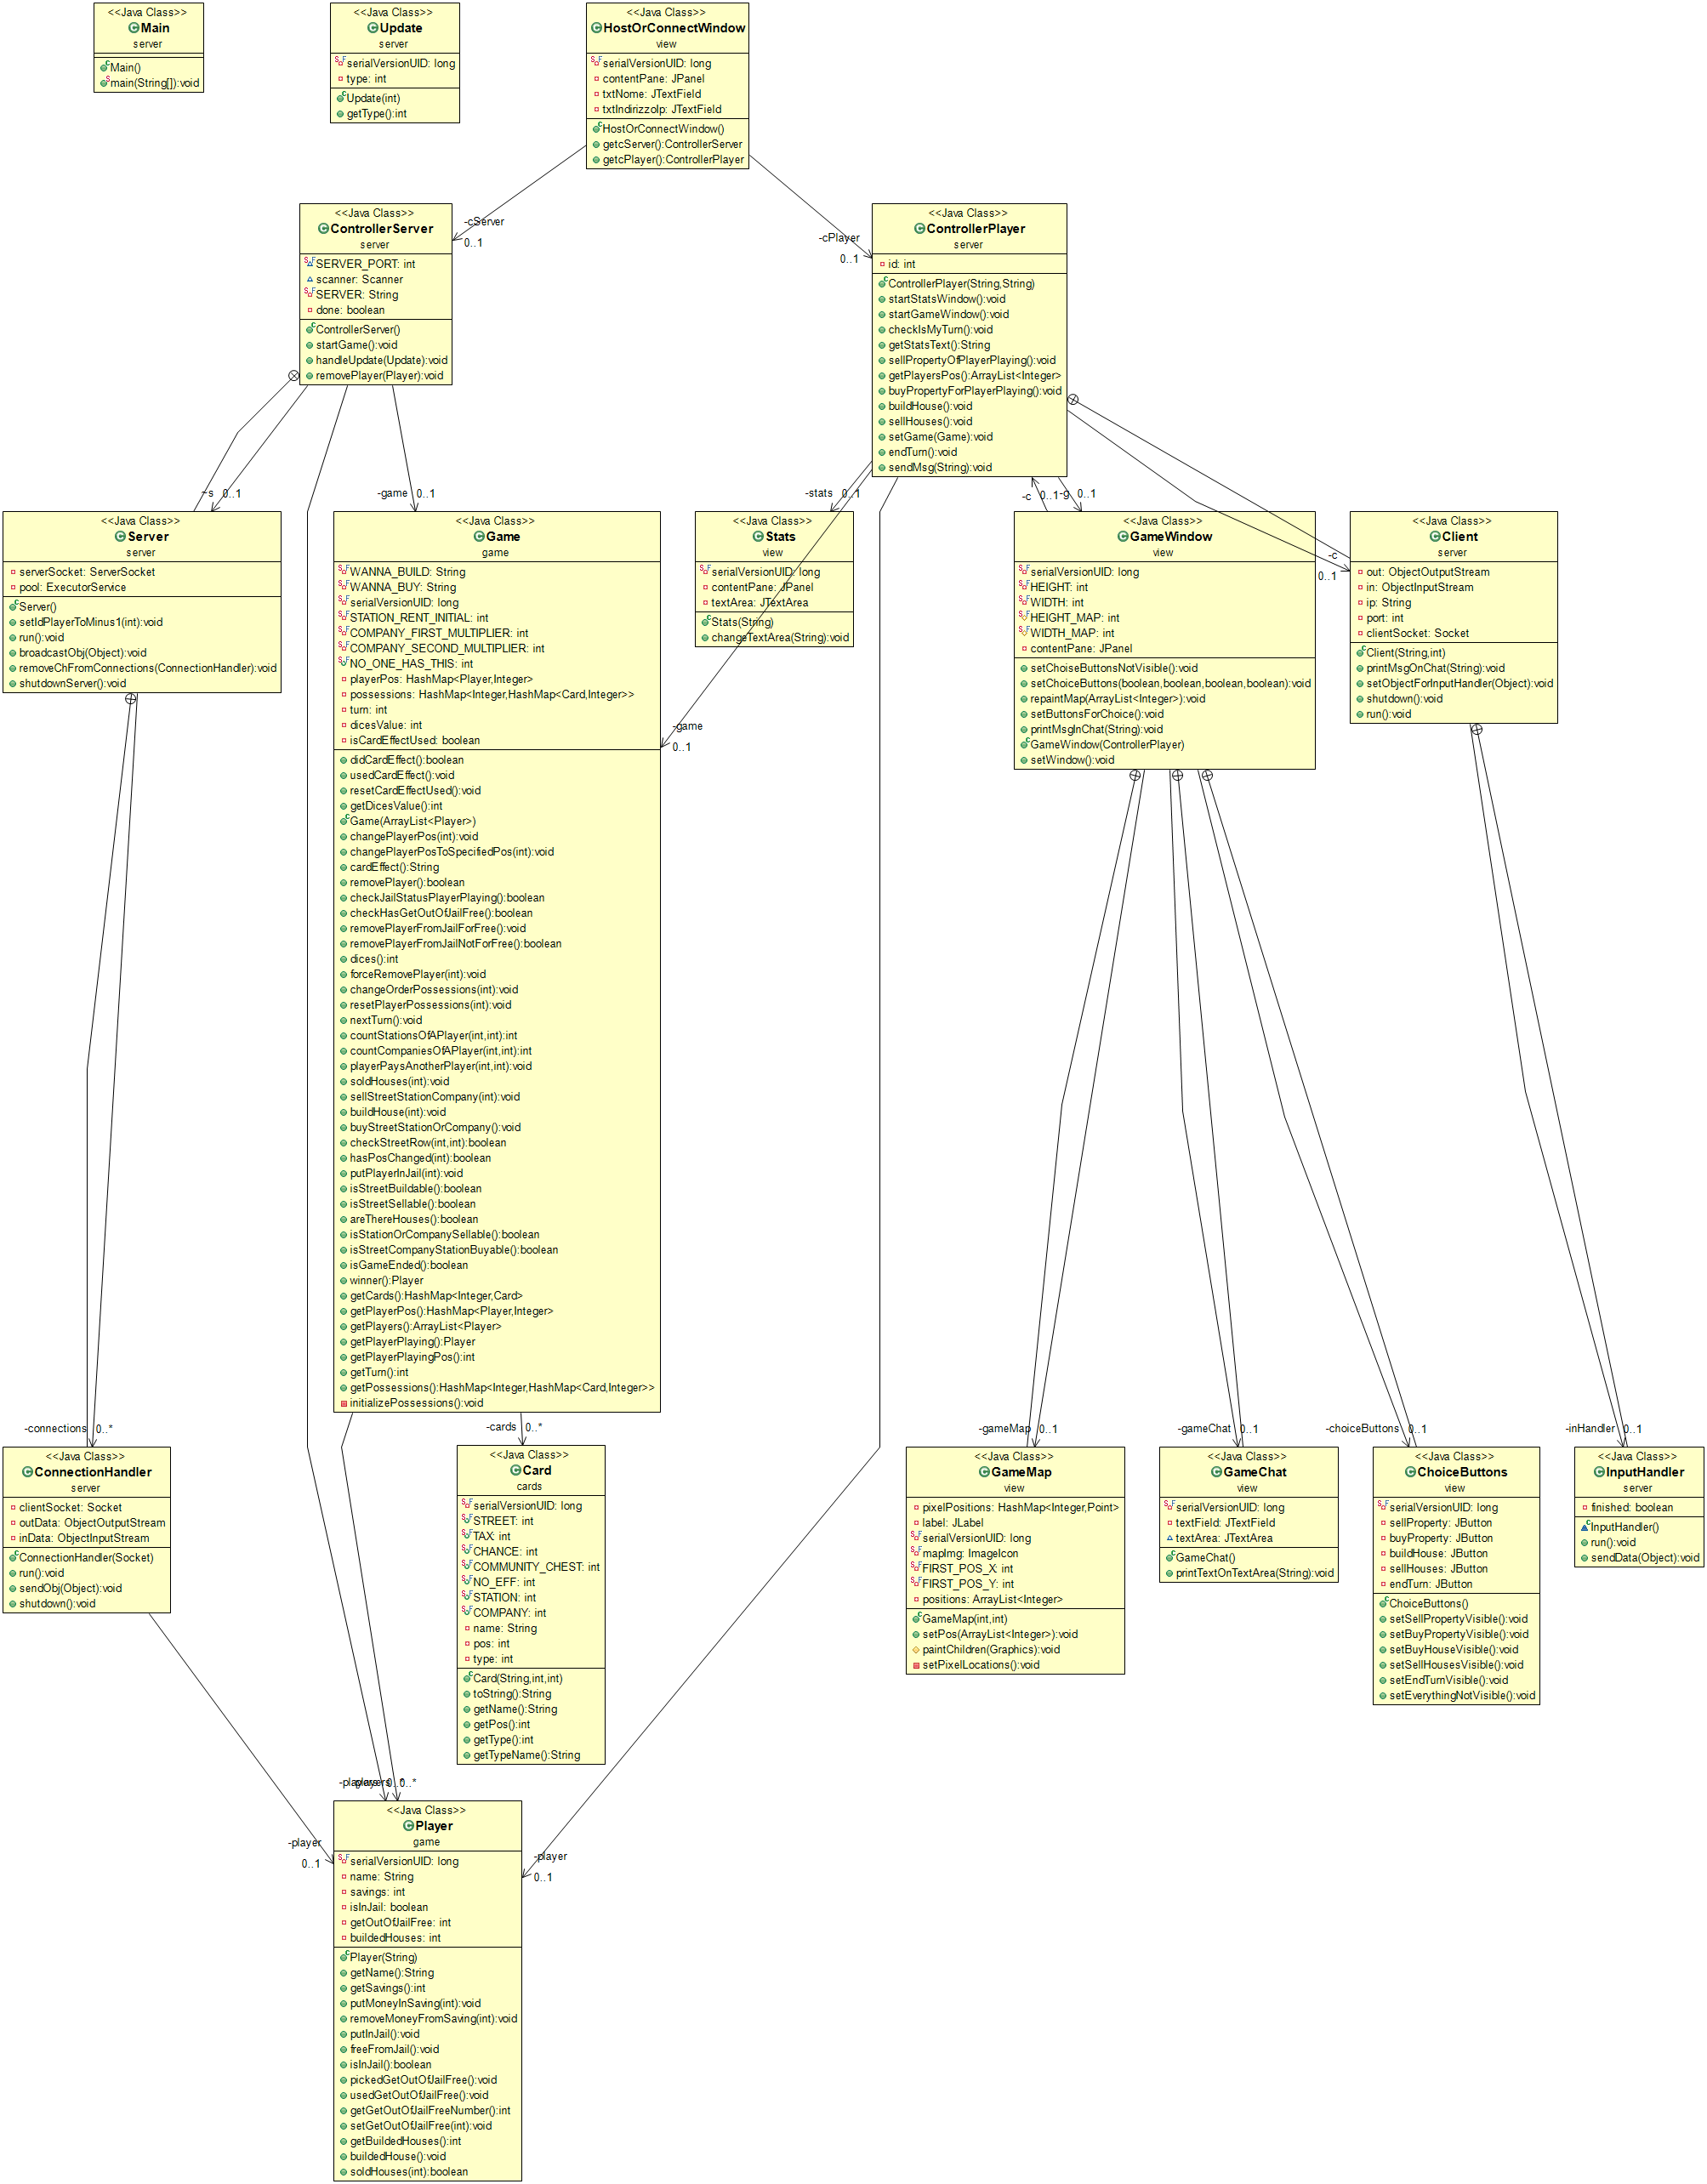 <<Java Class>>
Main
server
Main()
main(String[]):void
<<Java Class>>
Update
server
serialVersionUID: long
type: int
Update(int)
getType():int
<<Java Class>>
HostOrConnectWindow
view
serialVersionUID: long
contentPane: JPanel
txtNome: JTextField
txtIndirizzoIp: JTextField
HostOrConnectWindow()
getcServer():ControllerServer
getcPlayer():ControllerPlayer
-cServer
0..1
-cPlayer
0..1
<<Java Class>>
ControllerServer
server
SERVER_PORT: int
scanner: Scanner
SERVER: String
done: boolean
ControllerServer()
startGame():void
handleUpdate(Update):void
removePlayer(Player):void
<<Java Class>>
ControllerPlayer
server
id: int
ControllerPlayer(String,String)
startStatsWindow():void
startGameWindow():void
checkIsMyTurn():void
getStatsText():String
sellPropertyOfPlayerPlaying():void
getPlayersPos():ArrayList<Integer>
buyPropertyForPlayerPlaying():void
buildHouse():void
sellHouses():void
setGame(Game):void
endTurn():void
sendMsg(String):void
~s 0..1
-game 0..1
-stats 0..1
-c 0..1
-g 0..1
-c
0..1
-game
0..1
<<Java Class>>
Server
server
serverSocket: ServerSocket
pool: ExecutorService
Server()
setIdPlayerToMinus1(int):void
run():void
broadcastObj(Object):void
removeChFromConnections(ConnectionHandler):void
shutdownServer():void
<<Java Class>>
Game
game
WANNA_BUILD: String
WANNA_BUY: String
serialVersionUID: long
STATION_RENT_INITIAL: int
COMPANY_FIRST_MULTIPLIER: int
COMPANY_SECOND_MULTIPLIER: int
NO_ONE_HAS_THIS: int
playerPos: HashMap<Player,Integer>
possessions: HashMap<Integer,HashMap<Card,Integer>>
turn: int
dicesValue: int
isCardEffectUsed: boolean
didCardEffect():boolean
usedCardEffect():void
resetCardEffectUsed():void
getDicesValue():int
Game(ArrayList<Player>)
changePlayerPos(int):void
changePlayerPosToSpecifiedPos(int):void
cardEffect():String
removePlayer():boolean
checkJailStatusPlayerPlaying():boolean
checkHasGetOutOfJailFree():boolean
removePlayerFromJailForFree():void
removePlayerFromJailNotForFree():boolean
dices():int
forceRemovePlayer(int):void
changeOrderPossessions(int):void
resetPlayerPossessions(int):void
nextTurn():void
countStationsOfAPlayer(int,int):int
countCompaniesOfAPlayer(int,int):int
playerPaysAnotherPlayer(int,int):void
soldHouses(int):void
sellStreetStationCompany(int):void
buildHouse(int):void
buyStreetStationOrCompany():void
checkStreetRow(int,int):boolean
hasPosChanged(int):boolean
putPlayerInJail(int):void
isStreetBuildable():boolean
isStreetSellable():boolean
areThereHouses():boolean
isStationOrCompanySellable():boolean
isStreetCompanyStationBuyable():boolean
isGameEnded():boolean
winner():Player
getCards():HashMap<Integer,Card>
getPlayerPos():HashMap<Player,Integer>
getPlayers():ArrayList<Player>
getPlayerPlaying():Player
getPlayerPlayingPos():int
getTurn():int
getPossessions():HashMap<Integer,HashMap<Card,Integer>>
initializePossessions():void
<<Java Class>>
Stats
view
serialVersionUID: long
contentPane: JPanel
textArea: JTextArea
Stats(String)
changeTextArea(String):void
<<Java Class>>
GameWindow
view
serialVersionUID: long
HEIGHT: int
WIDTH: int
HEIGHT_MAP: int
WIDTH_MAP: int
contentPane: JPanel
setChoiseButtonsNotVisible():void
setChoiseButtons(boolean,boolean,boolean,boolean):void
repaintMap(ArrayList<Integer>):void
setButtonsForChoice():void
printMsgInChat(String):void
GameWindow(ControllerPlayer)
setWindow():void
<<Java Class>>
Client
server
out: ObjectOutputStream
in: ObjectInputStream
ip: String
port: int
clientSocket: Socket
Client(String,int)
printMsgOnChat(String):void
setObjectForInputHandler(Object):void
shutdown():void
run():void
-connections 0..*
-cards 0..*
-gameMap 0..1
-gameChat 0..1
-choiceButtons 0..1
-inHandler 0..1
<<Java Class>>
ConnectionHandler
server
clientSocket: Socket
outData: ObjectOutputStream
inData: ObjectInputStream
ConnectionHandler(Socket)
run():void
sendObj(Object):void
shutdown():void
<<Java Class>>
Card
cards
serialVersionUID: long
STREET: int
TAX: int
CHANCE: int
COMMUNITY_CHEST: int
NO_EFF: int
STATION: int
COMPANY: int
name: String
pos: int
type: int
Card(String,int,int)
toString():String
getName():String
getPos():int
getType():int
getTypeName():String
<<Java Class>>
GameMap
view
pixelPositions: HashMap<Integer,Point>
label: JLabel
serialVersionUID: long
mapImg: ImageIcon
FIRST_POS_X: int
FIRST_POS_Y: int
positions: ArrayList<Integer>
GameMap(int,int)
setPos(ArrayList<Integer>):void
paintChildren(Graphics):void
setPixelLocations():void
<<Java Class>>
GameChat
view
serialVersionUID: long
textField: JTextField
textArea: JTextArea
GameChat()
printTextOnTextArea(String):void
<<Java Class>>
ChoiceButtons
view
serialVersionUID: long
sellProperty: JButton
buyProperty: JButton
buildHouse: JButton
sellHouses: JButton
endTurn: JButton
ChoiceButtons()
setSellPropertyVisible():void
setBuyPropertyVisible():void
setBuyHouseVisible():void
setSellHousesVisible():void
setEndTurnVisible():void
setEverythingNotVisible():void
<<Java Class>>
InputHandler
server
finished: boolean
InputHandler()
run():void
sendData(Object):void
-players 0..*
-player
0..1
-player
0..1
<<Java Class>>
Player
game
serialVersionUID: long
name: String
savings: int
isInJail: boolean
getOutOfJailFree: int
buildedHouses: int
Player(String)
getName():String
getSavings():int
putMoneyInSaving(int):void
removeMoneyFromSaving(int):void
putInJail():void
freeFromJail():void
isInJail():boolean
pickedGetOutOfJailFree():void
usedGetOutOfJailFree():void
getGetOutOfJailFreeNumber():int
setGetOutOfJailFree(int):void
getBuildedHouses():int
buildedHouse():void
soldHouses(int):boolean